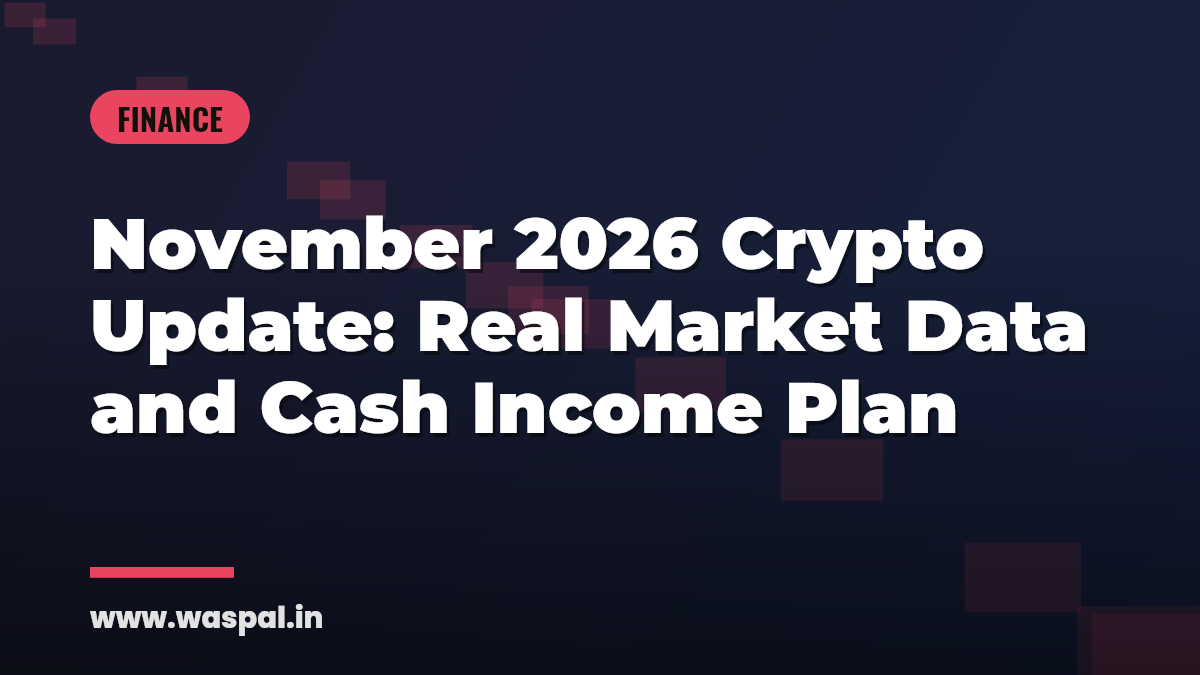 FINANCE
November 2026 Crypto
Update: Real Market Data
and Cash Income Plan
www.waspal.in